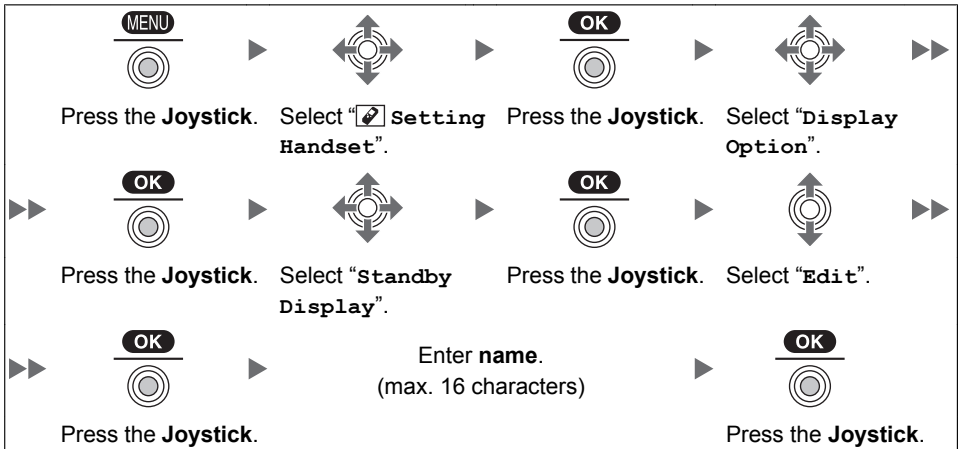 MENU OK
Press the Joystick. Select “Setting Press the Joystick. Select “Display
Handset”. Option”.
OK OK
Press the Joystick. Select “Standby Press the Joystick. Select “Edit”.
Display”.
OK Enter name. OK
(max. 16 characters)
Press the Joystick. Press the Joystick.